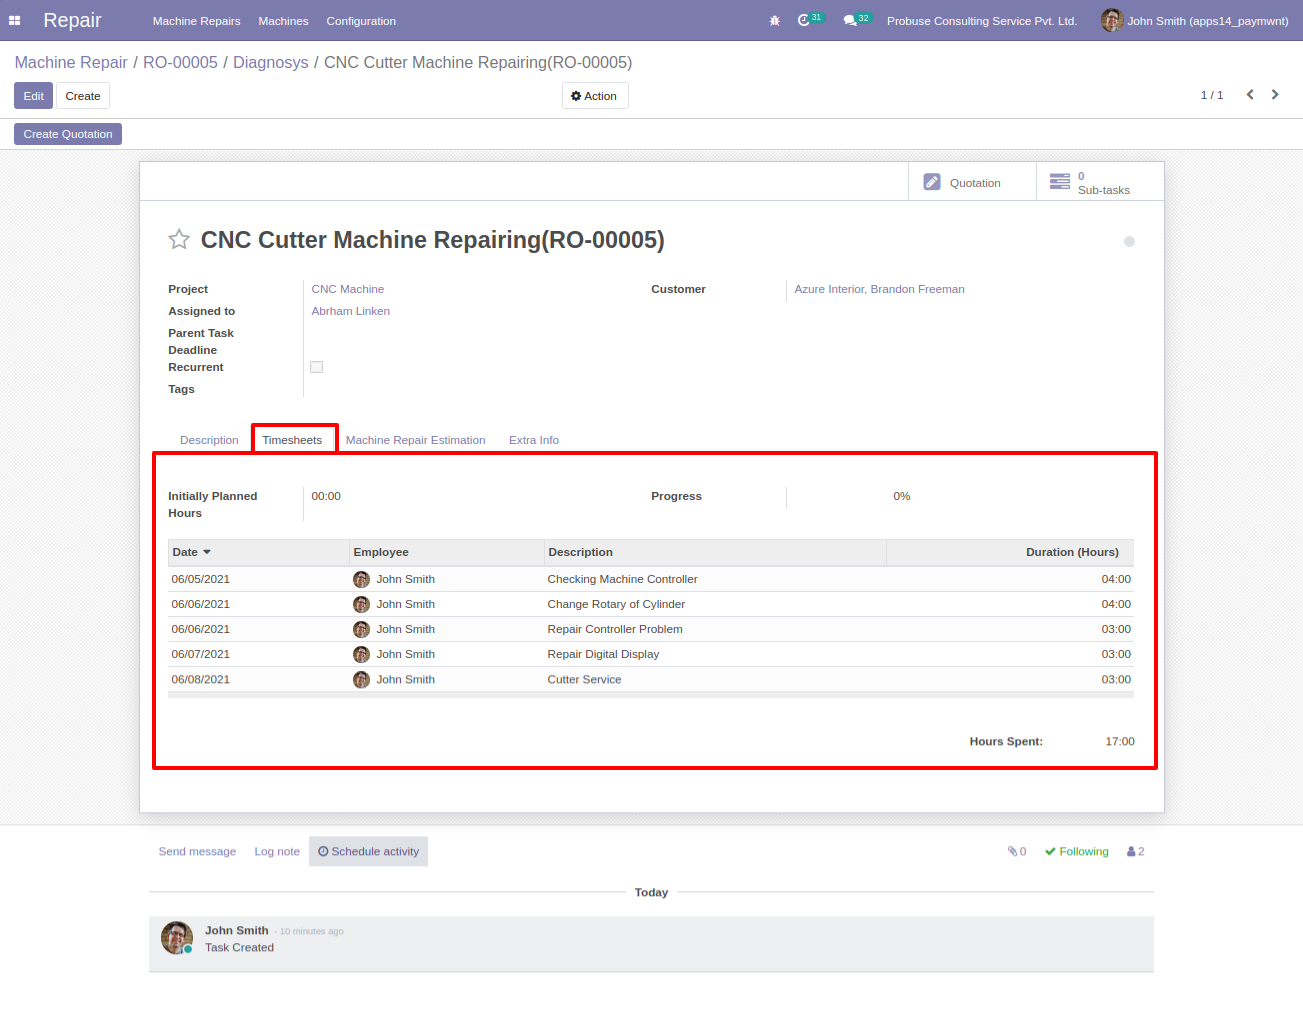 Repair Machine Repairs Machines Configuration 31 32 Probuse Consulting Service Pvt. Ltd. John Smith (apps14_paymwnt)
Machine Repair / RO-00005 / Diagnosys / CNC Cutter Machine Repairing(RO-00005)
Edit Create Action 1 / 1
Create Quotation
Quotation 0 Sub-tasks
CNC Cutter Machine Repairing(RO-00005)
Project CNC Machine Customer Azure Interior, Brandon Freeman
Assigned to Abrham Linken
Parent Task
Deadline
Recurrent
Tags
Description Timesheets Machine Repair Estimation Extra Info
Initially Planned Hours 00:00 Progress 0%
Date Employee Description Duration (Hours)
06/05/2021 John Smith Checking Machine Controller 04:00
06/06/2021 John Smith Change Rotary of Cylinder 04:00
06/06/2021 John Smith Repair Controller Problem 03:00
06/07/2021 John Smith Repair Digital Display 03:00
06/08/2021 John Smith Cutter Service 03:00
Hours Spent: 17:00
Send message Log note Schedule activity 0 Following 2
Today
John Smith - 10 minutes ago
Task Created